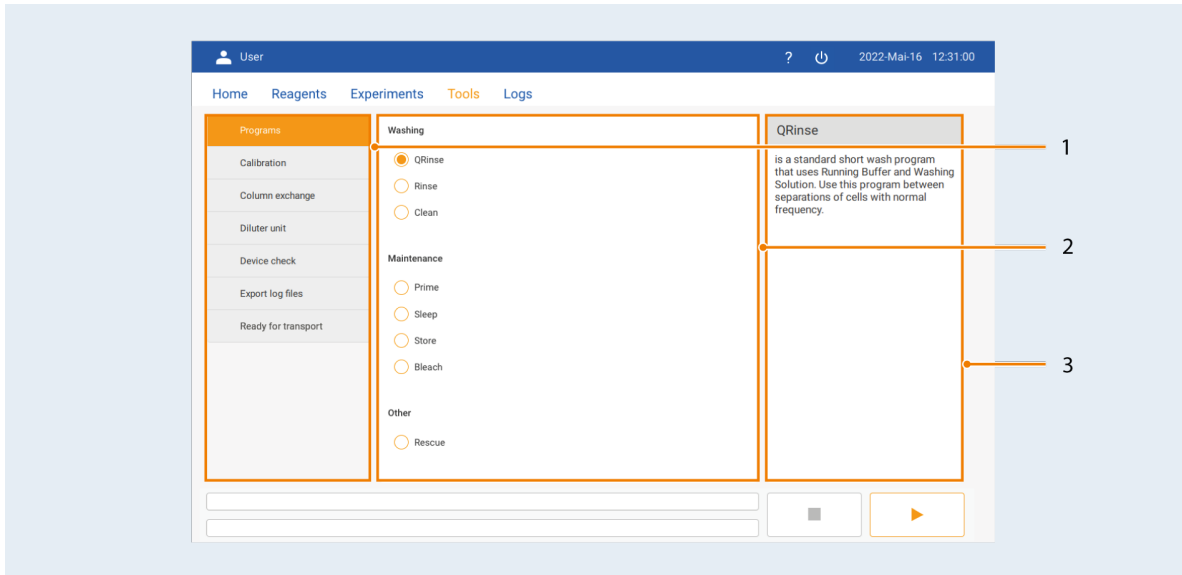 User
? 2022-Mai-16 12:31:00
Home Reagents Experiments Tools Logs
Programs
Calibration
Column exchange
Diluter unit
Device check
Export log files
Ready for transport
Washing
QRinse
Rinse
Clean
Maintenance
Prime
Sleep
Store
Bleach
Other
Rescue
QRinse
is a standard short wash program
that uses Running Buffer and Washing
Solution. Use this program between
separations of cells with normal
frequency.
1
2
3